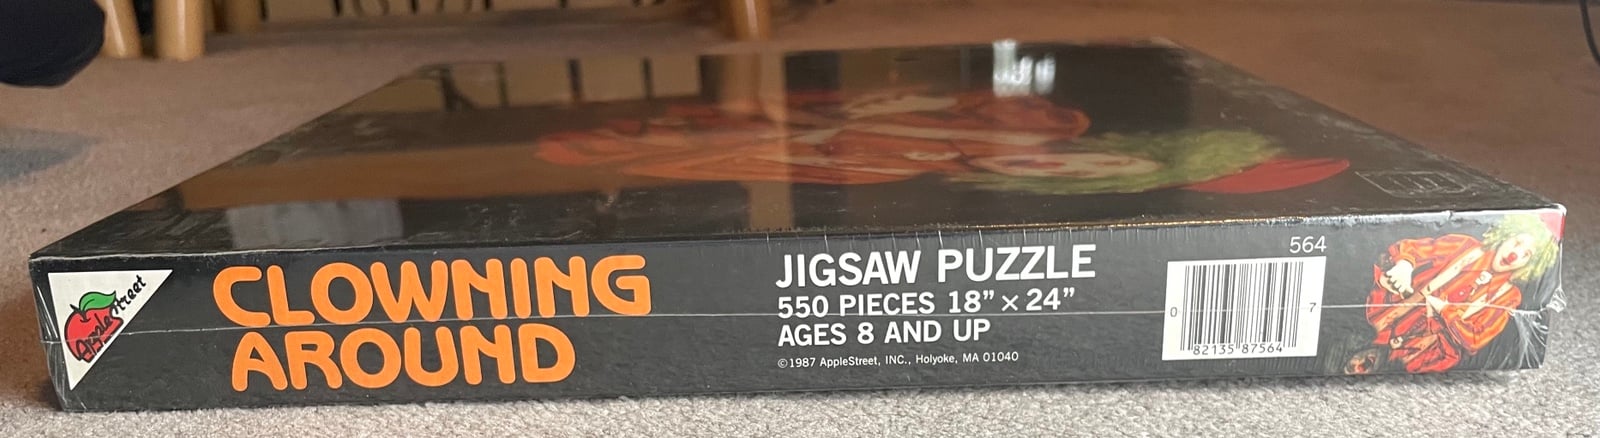 AppleStreet
CLOWNING
AROUND
JIGSAW PUZZLE
550 PIECES 18” × 24”
AGES 8 AND UP
©1987 AppleStreet, INC., Holyoke, MA 01040
564
0 82135 87564 7